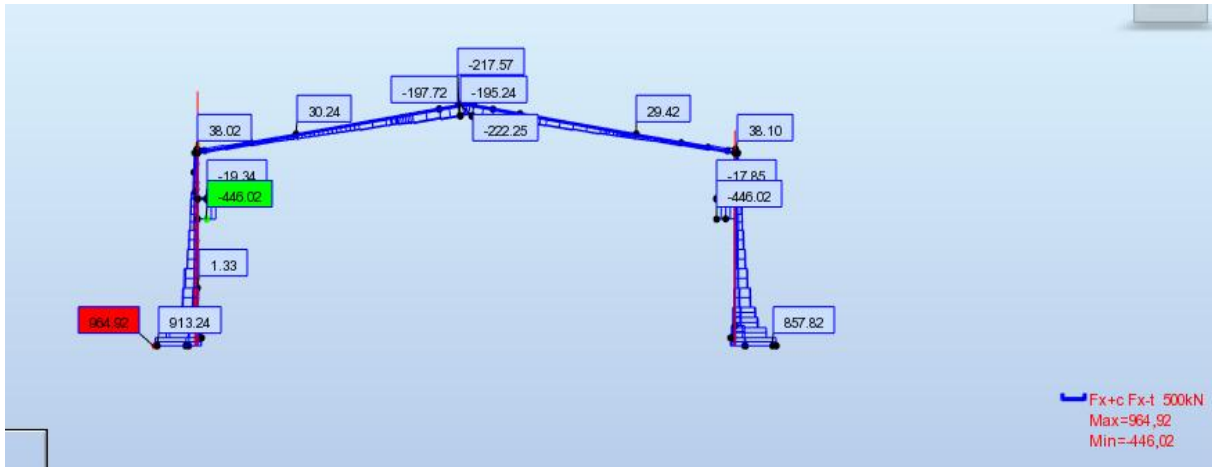 -217.57
-197.72 -195.24
30.24 29.42
-222.25
38.02 38.10
-19.34 -17.85
-446.02 -446.02
1.33
964.92 913.24 857.82
Fx+c Fx-t 500kN
Max=964,92
Min=-446,02